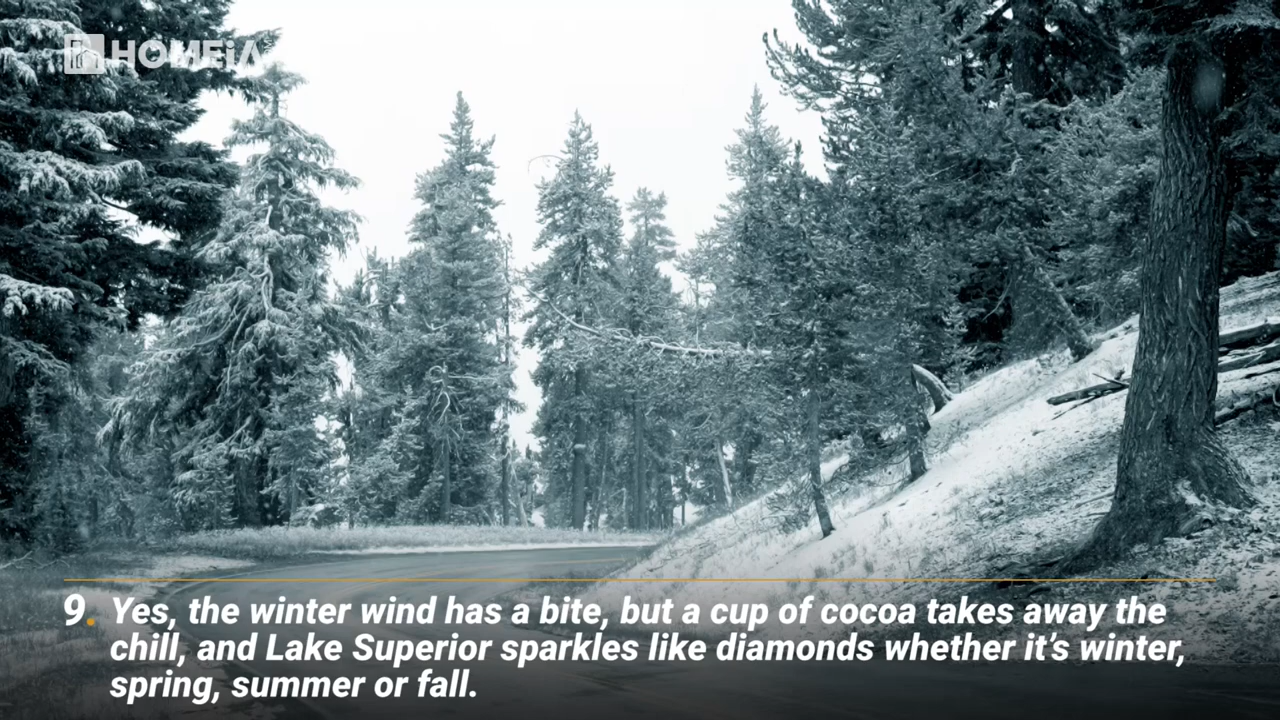 HOMEiA
9. Yes, the winter wind has a bite, but a cup of cocoa takes away the
chill, and Lake Superior sparkles like diamonds whether it’s winter,
spring, summer or fall.